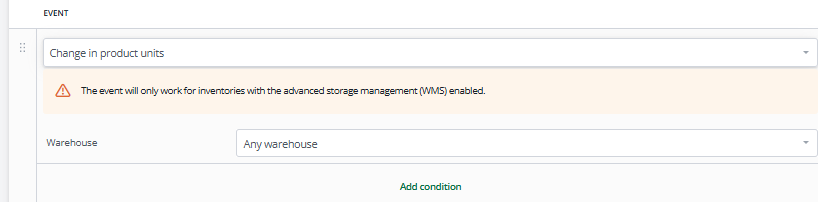 EVENT
Change in product units
The event will only work for inventories with the advanced storage management (WMS) enabled.
Warehouse
Any warehouse
Add condition